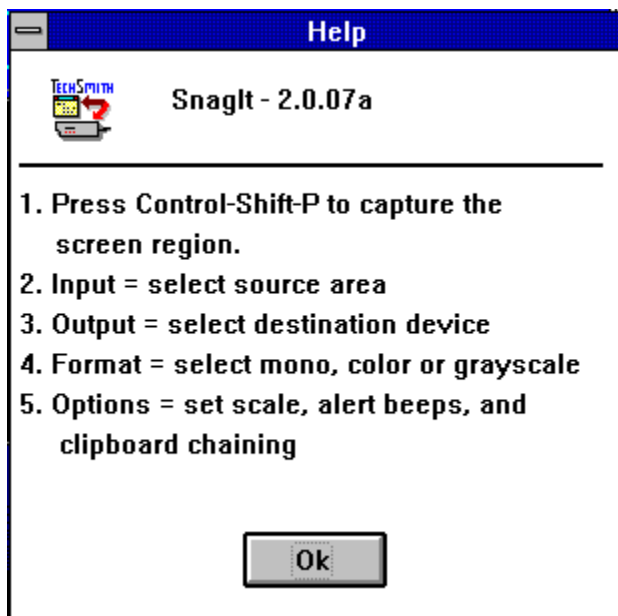 Help
TECHSMITH
SnagIt - 2.0.07a
1. Press Control-Shift-P to capture the
screen region.
2. Input = select source area
3. Output = select destination device
4. Format = select mono, color or grayscale
5. Options = set scale, alert beeps, and
clipboard chaining
Ok